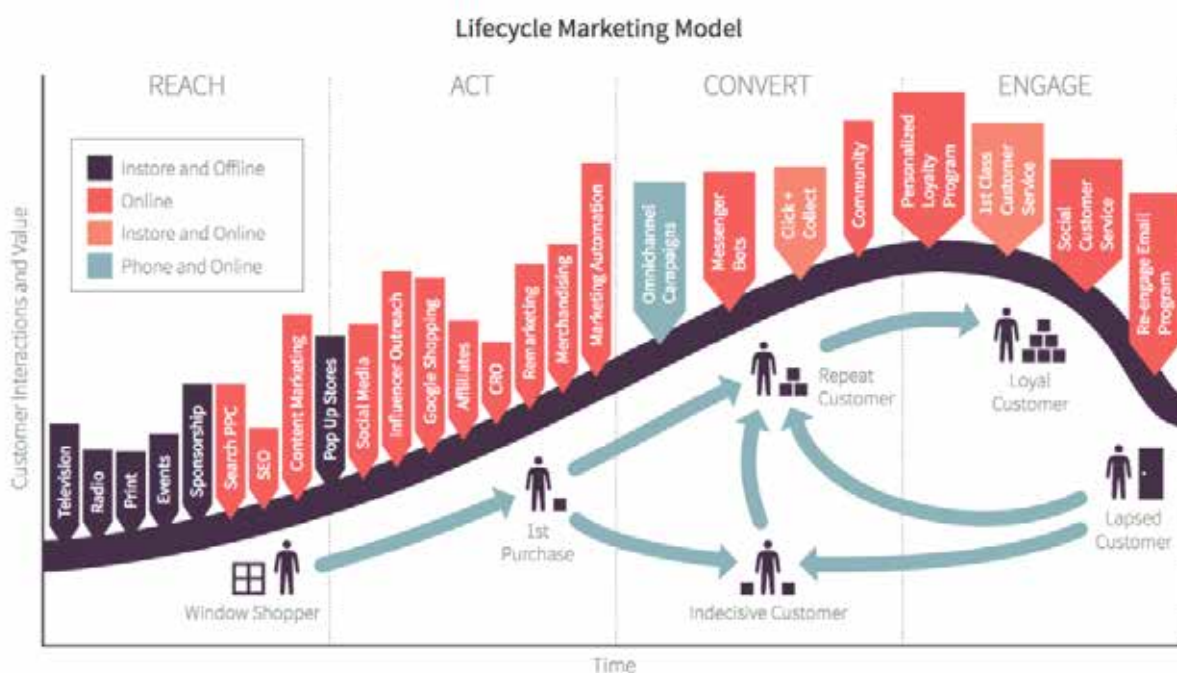 Lifecycle Marketing Model
REACH
ACT
CONVERT
ENGAGE
Instore and Offline
Online
Instore and Online
Phone and Online
Customer Interactions and Value
Television
Radio
Print
Events
Sponsorship
Search PPC
SEO
Content Marketing
Pop Up Stores
Social Media
Influencer Outreach
Google Shopping
Affiliates
CRO
Remarketing
Merchandising
Marketing Automation
Omnichannel
Campaigns
Messenger
Bots
Click +
Collect
Community
Personalized
Loyalty
Program
1st Class
Customer
Service
Social
Customer
Service
Re-engage Email
Program
Window Shopper
1st
Purchase
Repeat
Customer
Indecisive Customer
Loyal
Customer
Lapsed
Customer
Time